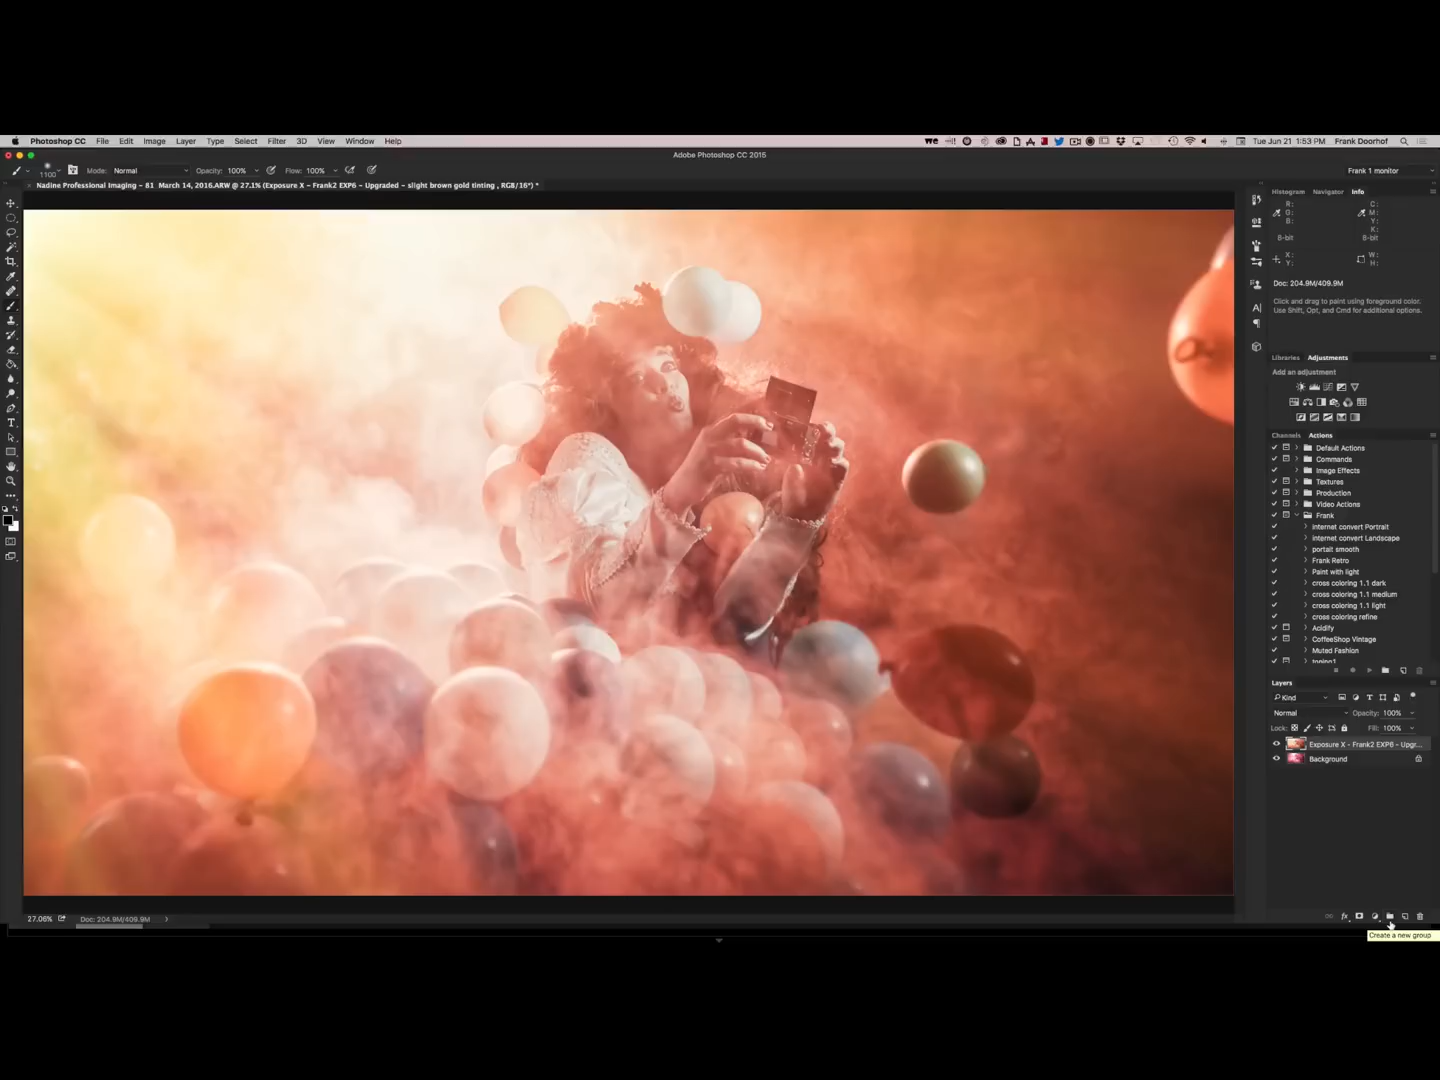 Photoshop CC File Edit Image Layer Type Select Filter 3D View Window Help Tue Jun 21 1:53 PM Frank Doorhof
Adobe Photoshop CC 2015
1100 Mode: Normal Opacity: 100% Flow: 100% Frank 1 monitor
Nadine Professional Imaging - 81 March 14, 2016.ARW @ 27.1% (Exposure X - Frank2 EXP6 - Upgraded - slight brown gold tinting , RGB/16*) *
Histogram Navigator Info
R: C:
G: M:
B: Y:
K:
8-bit 8-bit
X: W:
Y: H:
Doc: 204.9M/409.9M
Click and drag to paint using foreground color.
Use Shift, Opt, and Cmd for additional options.
Libraries Adjustments
Add an adjustment
Channels Actions
Default Actions
Commands
Image Effects
Textures
Production
Video Actions
Frank
internet convert Portrait
internet convert Landscape
portait smooth
Frank Retro
Paint with light
cross coloring 1.1 dark
cross coloring 1.1 medium
cross coloring 1.1 light
cross coloring refine
Acidify
CoffeeShop Vintage
Muted Fashion
toning1
Layers
Kind
Normal Opacity: 100%
Lock: Fill: 100%
Exposure X - Frank2 EXP6 - Upgr...
Background
fx
27.06% Doc: 204.9M/409.9M
Create a new group